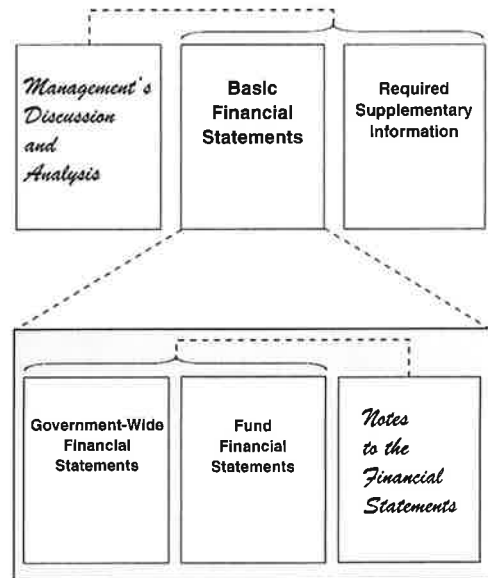 Management's
Discussion
and
Analysis
Basic
Financial
Statements
Required
Supplementary
Information
Government-Wide
Financial
Statements
Fund
Financial
Statements
Notes
to the
Financial
Statements